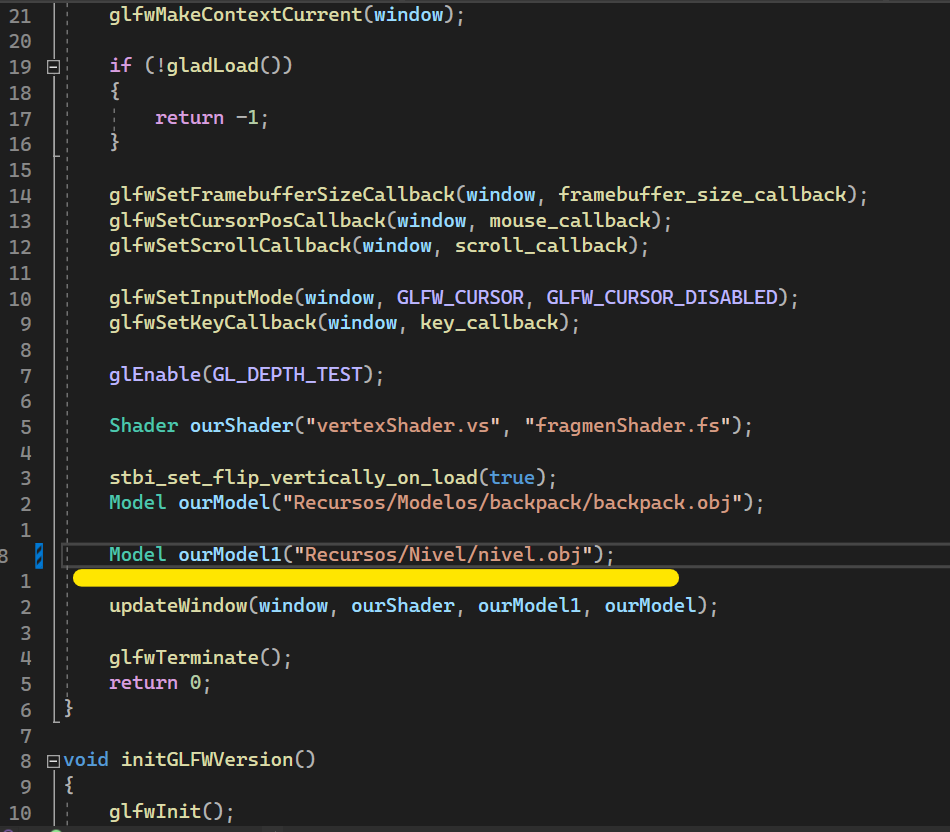 21 glfwMakeContextCurrent(window);
20
19 if (!gladLoad())
18 {
17 return -1;
16 }
15
14 glfwSetFramebufferSizeCallback(window, framebuffer_size_callback);
13 glfwSetCursorPosCallback(window, mouse_callback);
12 glfwSetScrollCallback(window, scroll_callback);
11
10 glfwSetInputMode(window, GLFW_CURSOR, GLFW_CURSOR_DISABLED);
9 glfwSetKeyCallback(window, key_callback);
8
7 glEnable(GL_DEPTH_TEST);
6
5 Shader ourShader("vertexShader.vs", "fragmenShader.fs");
4
3 stbi_set_flip_vertically_on_load(true);
2 Model ourModel("Recursos/Modelos/backpack/backpack.obj");
1
8 Model ourModel1("Recursos/Nivel/nivel.obj");
1
2 updateWindow(window, ourShader, ourModel1, ourModel);
3
4 glfwTerminate();
5 return 0;
6 }
7
8 void initGLFWVersion()
9 {
10 glfwInit();